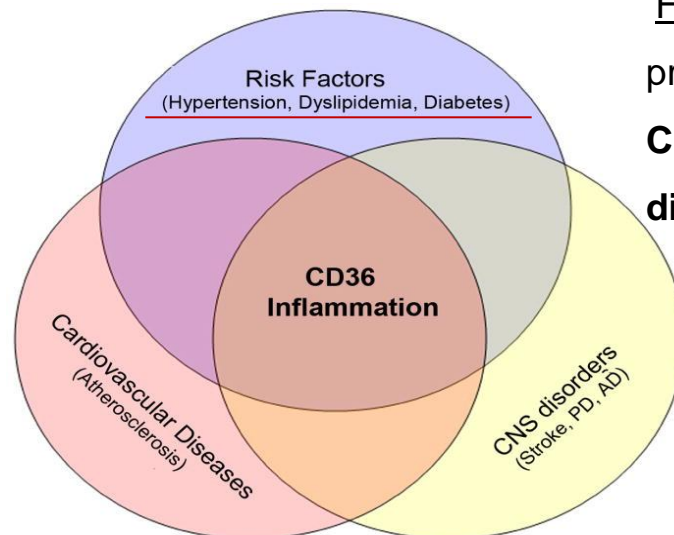 Risk Factors
(Hypertension, Dyslipidemia, Diabetes)
CD36
Inflammation
Cardiovascular Diseases
(Atherosclerosis)
CNS disorders
(Stroke, PD, AD)